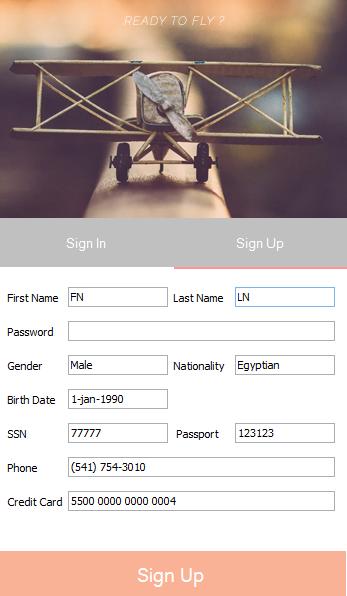 READY TO FLY ?
Sign In Sign Up
First Name FN Last Name LN
Password
Gender Male Nationality Egyptian
Birth Date 1-jan-1990
SSN 77777 Passport 123123
Phone (541) 754-3010
Credit Card 5500 0000 0000 0004
Sign Up